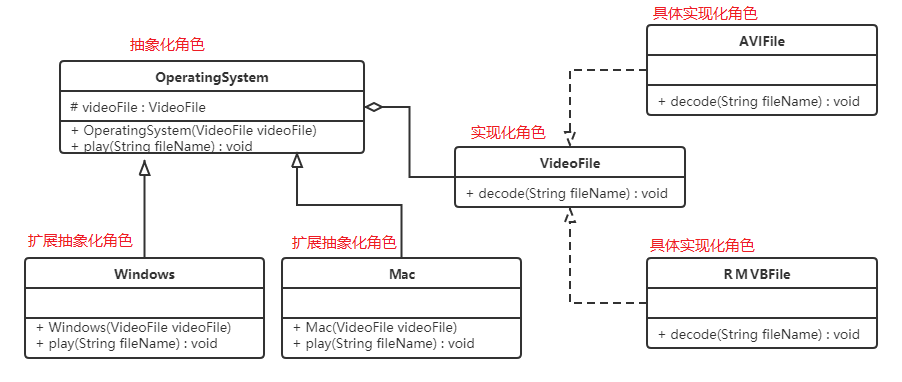 抽象化角色
OperatingSystem
# videoFile : VideoFile
+ OperatingSystem(VideoFile videoFile)
+ play(String fileName) : void
具体实现化角色
AVIFile
+ decode(String fileName) : void
实现化角色
VideoFile
+ decode(String fileName) : void
扩展抽象化角色
Windows
+ Windows(VideoFile videoFile)
+ play(String fileName) : void
扩展抽象化角色
Mac
+ Mac(VideoFile videoFile)
+ play(String fileName) : void
具体实现化角色
RMVBFile
+ decode(String fileName) : void